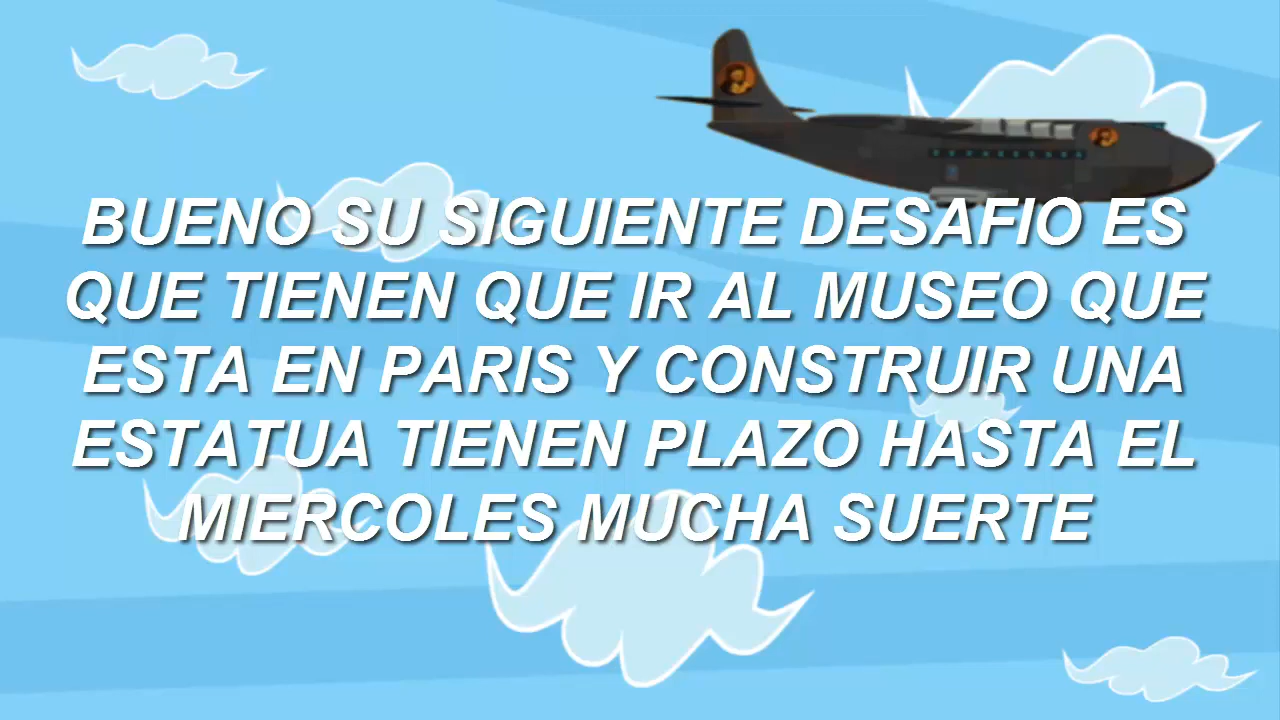 BUENO SU SIGUIENTE DESAFIO ES
QUE TIENEN QUE IR AL MUSEO QUE
ESTA EN PARIS Y CONSTRUIR UNA
ESTATUA TIENEN PLAZO HASTA EL
MIERCOLES MUCHA SUERTE